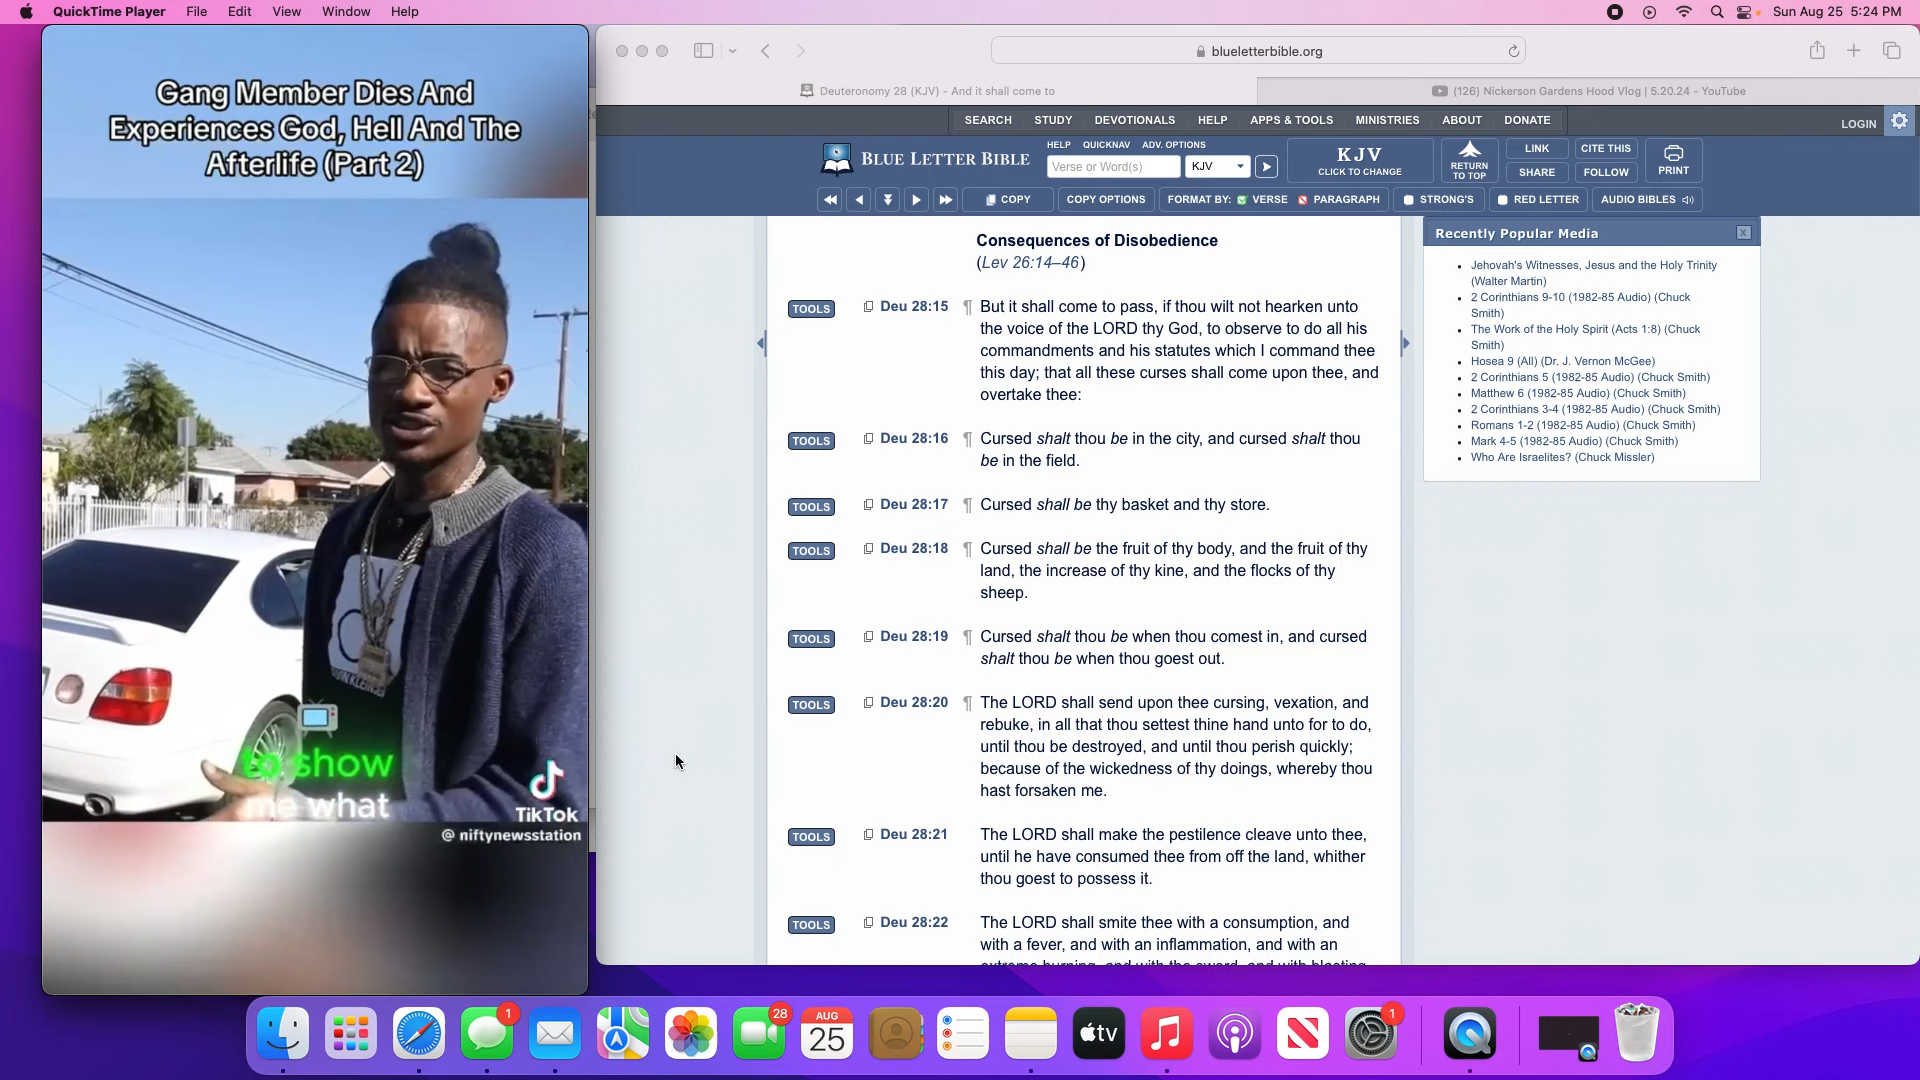 QuickTime Player File Edit View Window Help
Sun Aug 25 5:24 PM
Gang Member Dies And
Experiences God, Hell And The
Afterlife (Part 2)
to show
me what
TikTok
@ niftynewsstation
blueletterbible.org
Deuteronomy 28 (KJV) - And it shall come to
(126) Nickerson Gardens Hood Vlog | 5.20.24 - YouTube
SEARCH STUDY DEVOTIONALS HELP APPS & TOOLS MINISTRIES ABOUT DONATE
LOGIN
BLUE LETTER BIBLE
HELP QUICKNAV ADV. OPTIONS
Verse or Word(s) KJV
KJV
CLICK TO CHANGE
RETURN
TO TOP
LINK CITE THIS
SHARE FOLLOW
PRINT
COPY COPY OPTIONS FORMAT BY: VERSE PARAGRAPH STRONG'S RED LETTER AUDIO BIBLES
Consequences of Disobedience
(Lev 26:14–46)
TOOLS Deu 28:15 ¶ But it shall come to pass, if thou wilt not hearken unto
the voice of the LORD thy God, to observe to do all his
commandments and his statutes which I command thee
this day; that all these curses shall come upon thee, and
overtake thee:
TOOLS Deu 28:16 ¶ Cursed shalt thou be in the city, and cursed shalt thou
be in the field.
TOOLS Deu 28:17 ¶ Cursed shall be thy basket and thy store.
TOOLS Deu 28:18 ¶ Cursed shall be the fruit of thy body, and the fruit of thy
land, the increase of thy kine, and the flocks of thy
sheep.
TOOLS Deu 28:19 ¶ Cursed shalt thou be when thou comest in, and cursed
shalt thou be when thou goest out.
TOOLS Deu 28:20 ¶ The LORD shall send upon thee cursing, vexation, and
rebuke, in all that thou settest thine hand unto for to do,
until thou be destroyed, and until thou perish quickly;
because of the wickedness of thy doings, whereby thou
hast forsaken me.
TOOLS Deu 28:21 The LORD shall make the pestilence cleave unto thee,
until he have consumed thee from off the land, whither
thou goest to possess it.
TOOLS Deu 28:22 The LORD shall smite thee with a consumption, and
with a fever, and with an inflammation, and with an
extreme burning, and with the sword, and with blasting,
Recently Popular Media x
Jehovah's Witnesses, Jesus and the Holy Trinity
(Walter Martin)
2 Corinthians 9-10 (1982-85 Audio) (Chuck
Smith)
The Work of the Holy Spirit (Acts 1:8) (Chuck
Smith)
Hosea 9 (All) (Dr. J. Vernon McGee)
2 Corinthians 5 (1982-85 Audio) (Chuck Smith)
Matthew 6 (1982-85 Audio) (Chuck Smith)
2 Corinthians 3-4 (1982-85 Audio) (Chuck Smith)
Romans 1-2 (1982-85 Audio) (Chuck Smith)
Mark 4-5 (1982-85 Audio) (Chuck Smith)
Who Are Israelites? (Chuck Missler)
1
28
AUG
25
tv
1